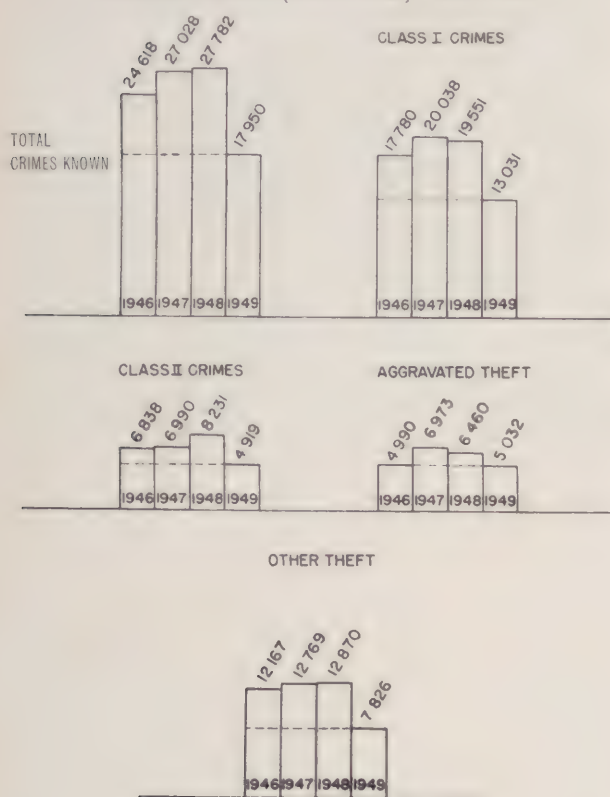 CLASS I CRIMES
24 618
27 028
27 782
17 950
17 780
20 038
19 551
13 031
TOTAL
CRIMES KNOWN
1946 1947 1948 1949
1946 1947 1948 1949
CLASS II CRIMES
AGGRAVATED THEFT
6 838
6 990
8 231
4 919
4 990
6 973
6 460
5 032
1946 1947 1948 1949
1946 1947 1948 1949
OTHER THEFT
12 167
12 769
12 870
7 826
1946 1947 1948 1949